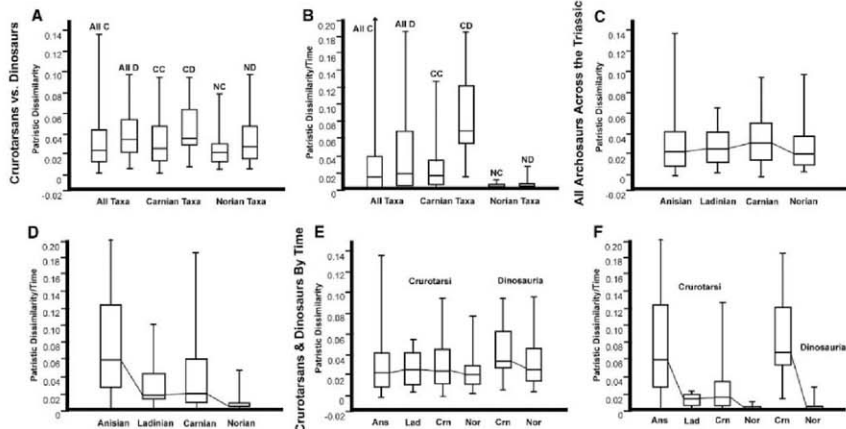 A
Crurotarsans vs. Dinosaurs
Patristic Dissimilarity
0.14
0.12
0.10
0.08
0.06
0.04
0.02
0
-0.02
All C
All D
CC
CD
NC
ND
All Taxa Carnian Taxa Norian Taxa
B
Patristic Dissimilarity/Time
0.20
0.18
0.16
0.14
0.12
0.10
0.08
0.06
0.04
0.02
0
All C
All D
CC
CD
NC
ND
All Taxa Carnian Taxa Norian Taxa
C
All Archosaurs Across the Triassic
Patristic Dissimilarity
0.14
0.12
0.10
0.08
0.06
0.04
0.02
0
-0.02
Anisian Ladinian Carnian Norian
D
Patristic Dissimilarity/Time
0.20
0.18
0.16
0.14
0.12
0.10
0.08
0.06
0.04
0.02
0
Anisian Ladinian Carnian Norian
E
Crurotarsans & Dinosaurs By Time
Patristic Dissimilarity
0.14
0.12
0.10
0.08
0.06
0.04
0.02
0
-0.02
Crurotarsi
Dinosauria
Ans Lad Crn Nor Crn Nor
F
Patristic Dissimilarity/Time
0.20
0.18
0.16
0.14
0.12
0.10
0.08
0.06
0.04
0.02
0
Crurotarsi
Dinosauria
Ans Lad Crn Nor Crn Nor